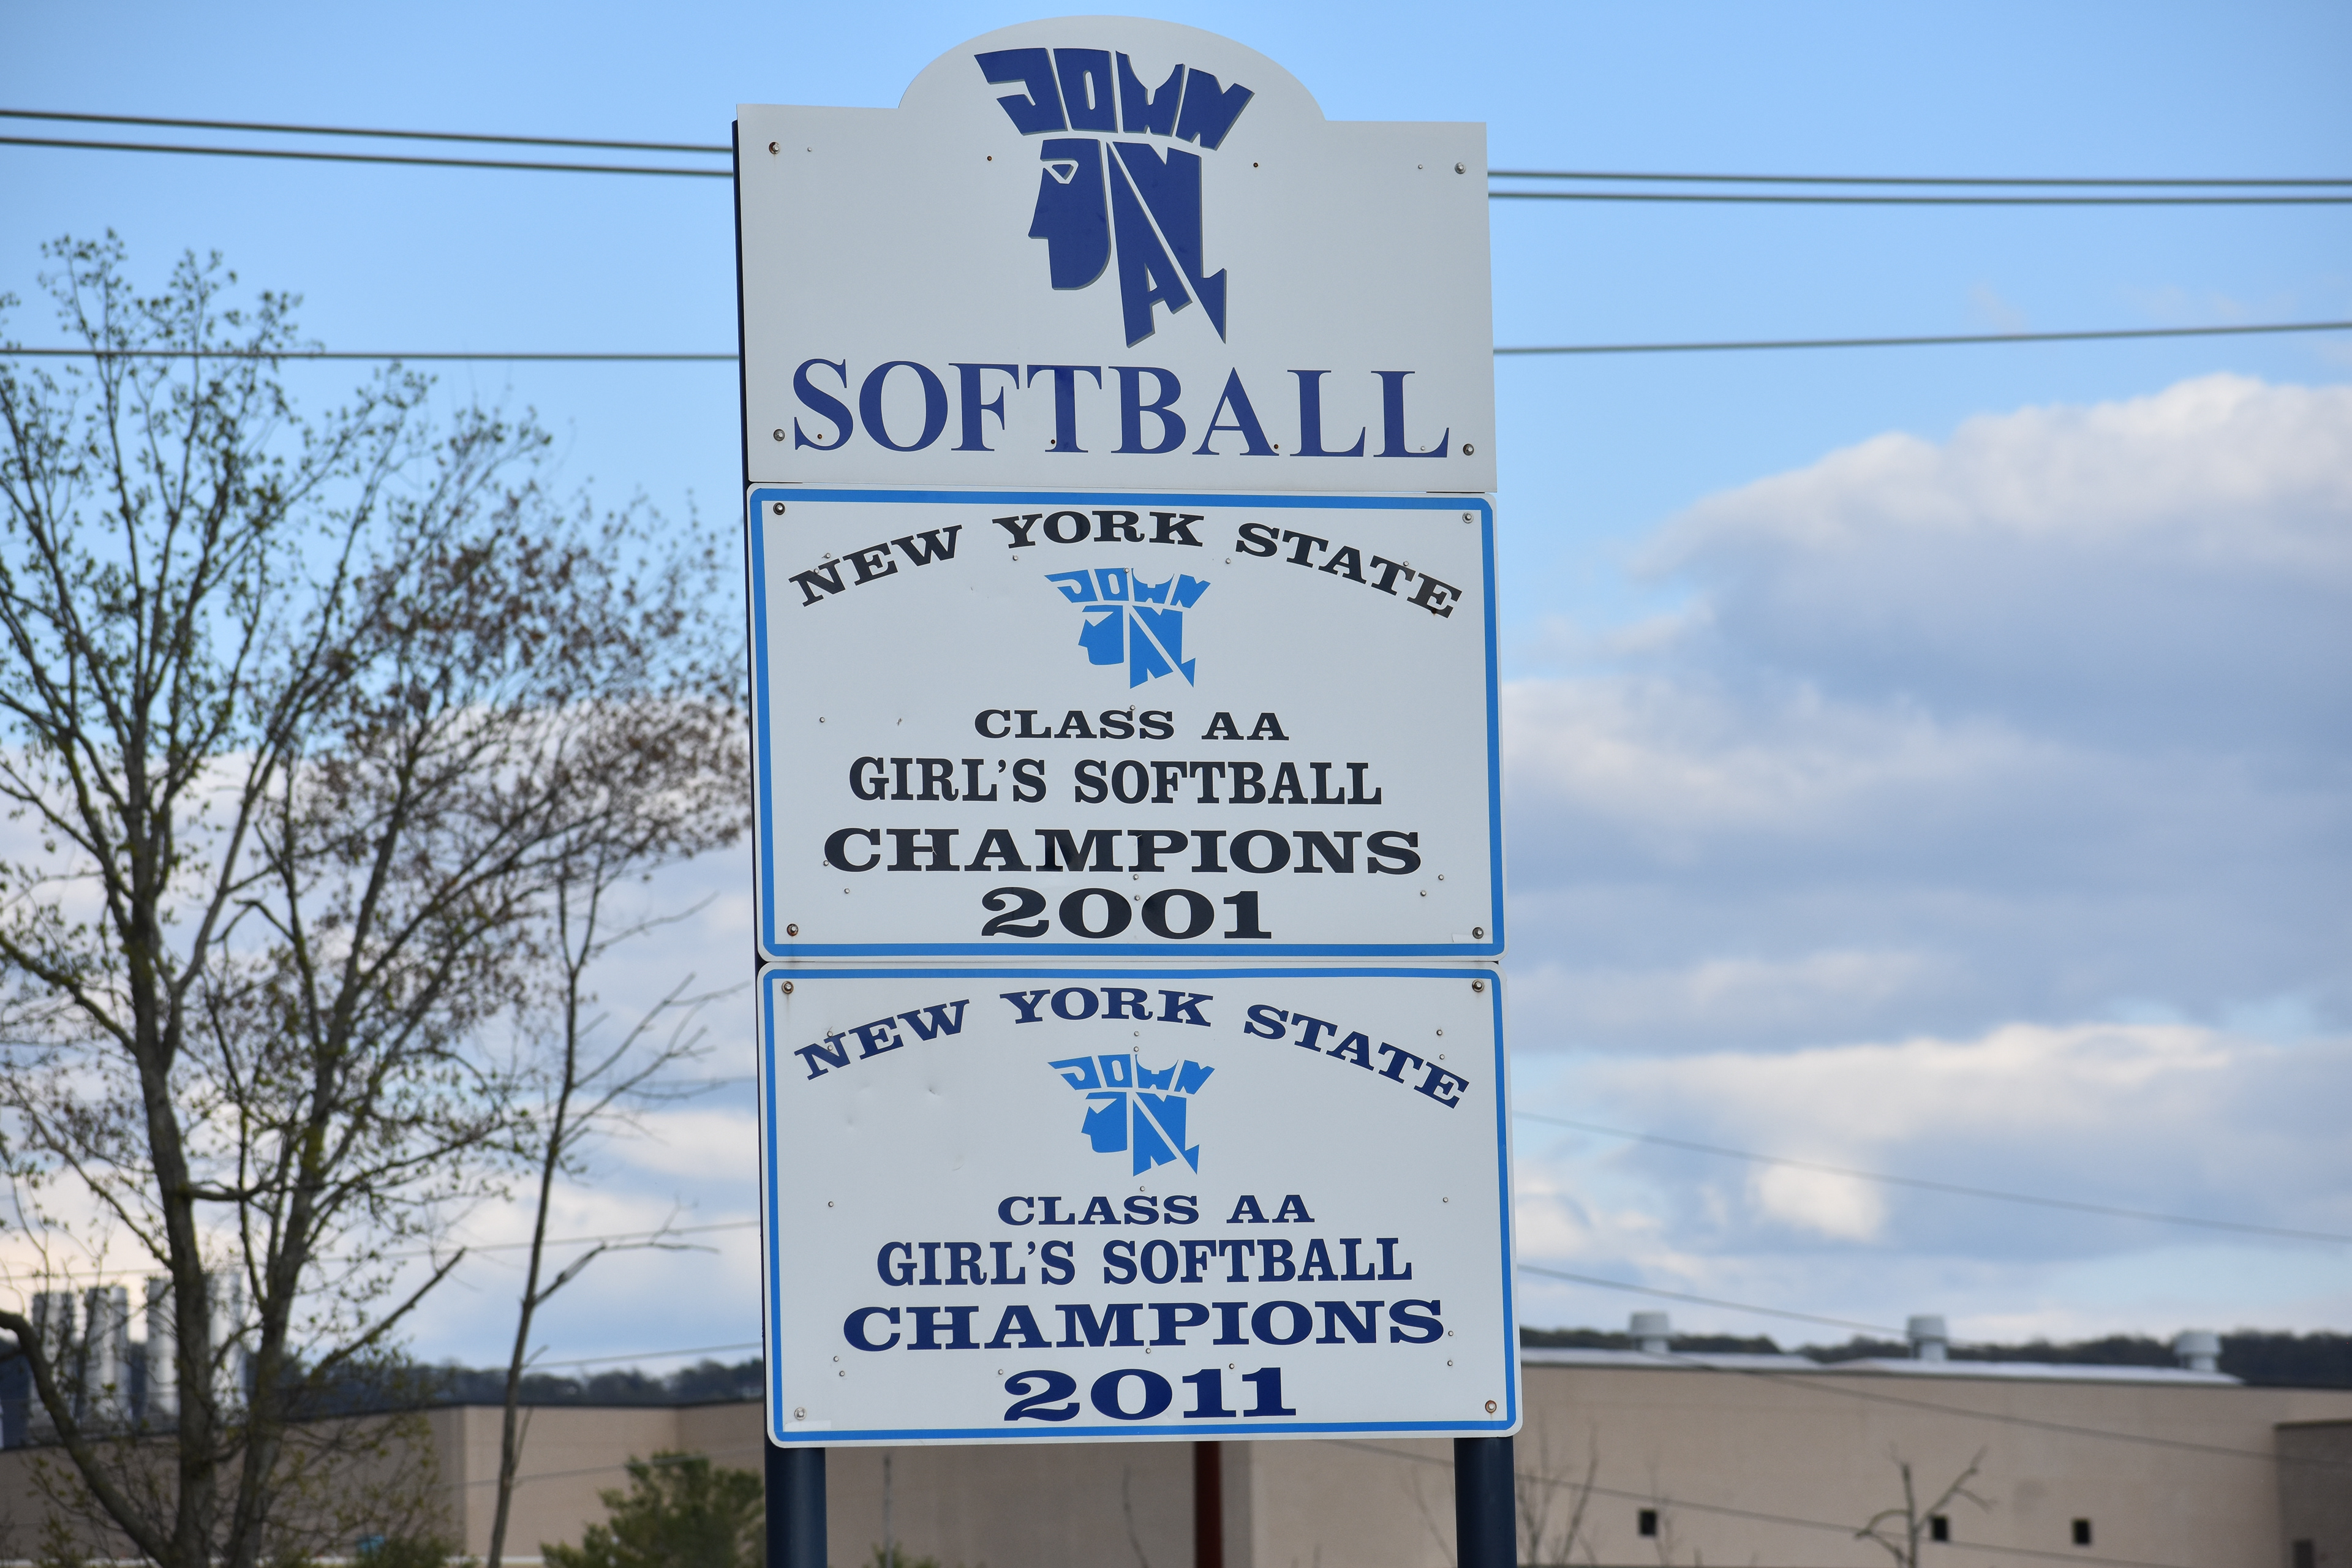 JOHN
JAY
SOFTBALL
NEW YORK STATE
JOHN
JAY
CLASS AA
GIRL'S SOFTBALL
CHAMPIONS
2001
NEW YORK STATE
JOHN
JAY
CLASS AA
GIRL'S SOFTBALL
CHAMPIONS
2011